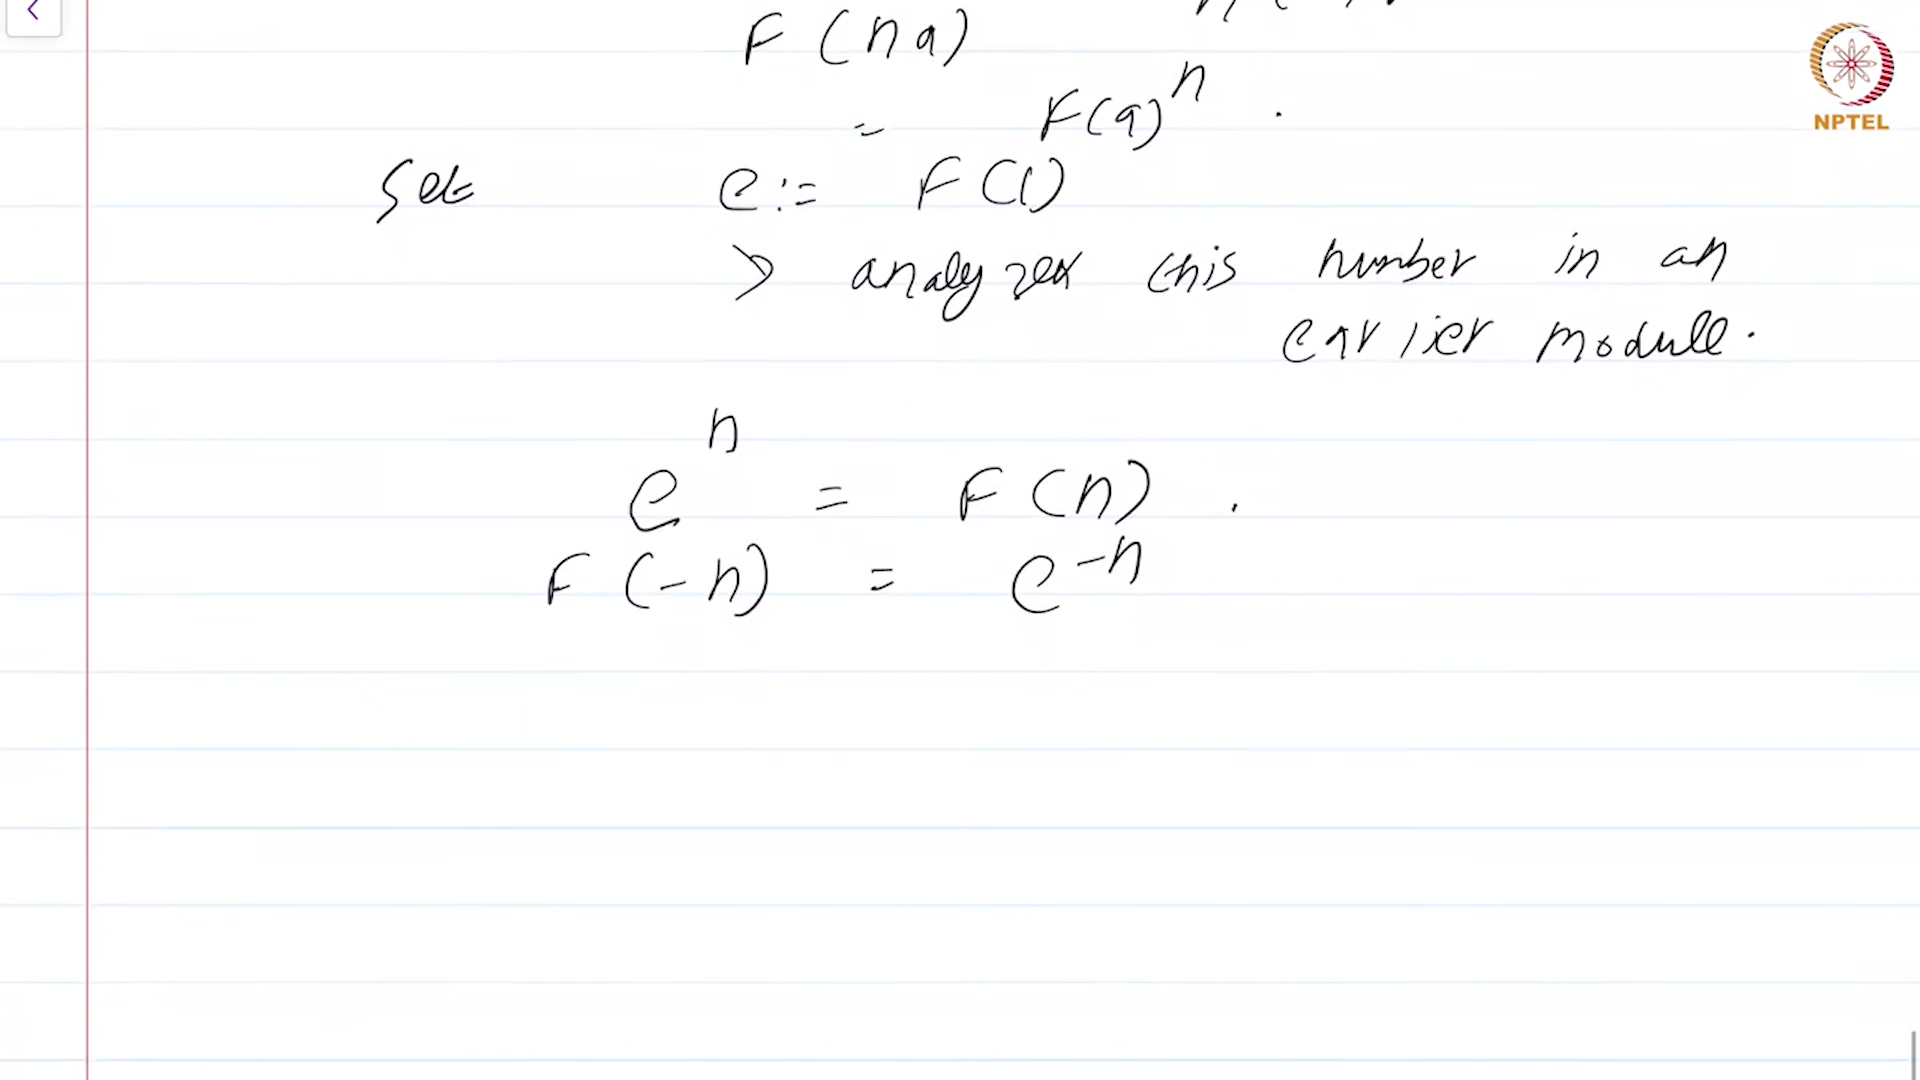 F(na)
= F(a)^n .
NPTEL
Set e := F(1)
> analyzed this number in an
earlier module.
e^n = F(n) .
F(-n) = e^-n